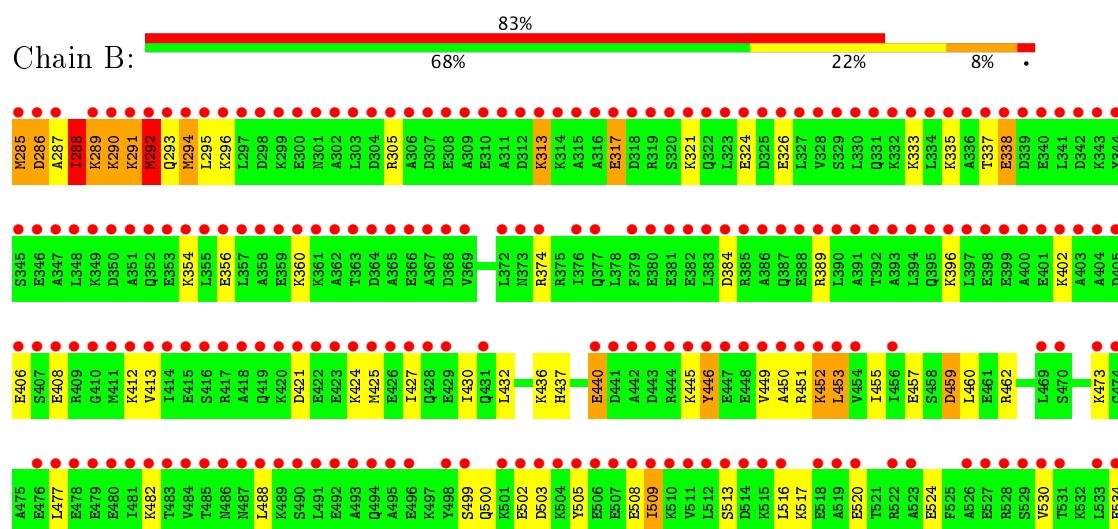 83%
Chain B:
68% 22% 8% •
M285 D286 A287 I288 K289 K290 K291 M292 Q293 M294 L295 K296 L297 D298 K299 E300 N301 A302 L303 D304 R305 A306 D307 E308 A309 E310 A311 D312 K313 K314 A315 A316 E317 D318 R319 S320 K321 Q322 L323 E324 D325 E326 L327 V328 S329 L330 Q331 K332 K333 L334 K335 A336 T337 E338 D339 E340 L341 D342 K343
S345 E346 A347 L348 K349 D350 A351 Q352 E353 K354 L355 E356 L357 A358 E359 K360 K361 A362 T363 D364 A365 E366 A367 D368 V369 L372 N373 R374 R375 I376 Q377 L378 F379 E380 E381 E382 L383 D384 R385 A386 Q387 E388 R389 L390 A391 T392 A393 L394 Q395 K396 L397 E398 E399 A400 E401 K402 A403 A404 D405
E406 S407 E408 R409 G410 M411 K412 V413 I414 E415 S416 R417 A418 Q419 K420 D421 E422 E423 K424 M425 E426 I427 Q428 E429 I430 Q431 L432 K436 H437 E440 D441 A442 D443 R444 K445 Y446 E447 E448 V449 A450 R451 K452 L453 V454 I455 I456 E457 S458 D459 L460 E461 R462 L469 S470 K473
A475 E476 L477 E478 E479 E480 I481 K482 T483 V484 T485 N486 N487 L488 K489 S490 L491 E492 A493 Q494 A495 E496 K497 Y498 S499 Q500 K501 E502 D503 K504 Y505 E506 E507 E508 I509 K510 V511 L512 S513 D514 K515 L516 K517 E518 A519 E520 T521 R522 A523 E524 F525 A526 E527 R528 S529 V530 T531 K532 L533